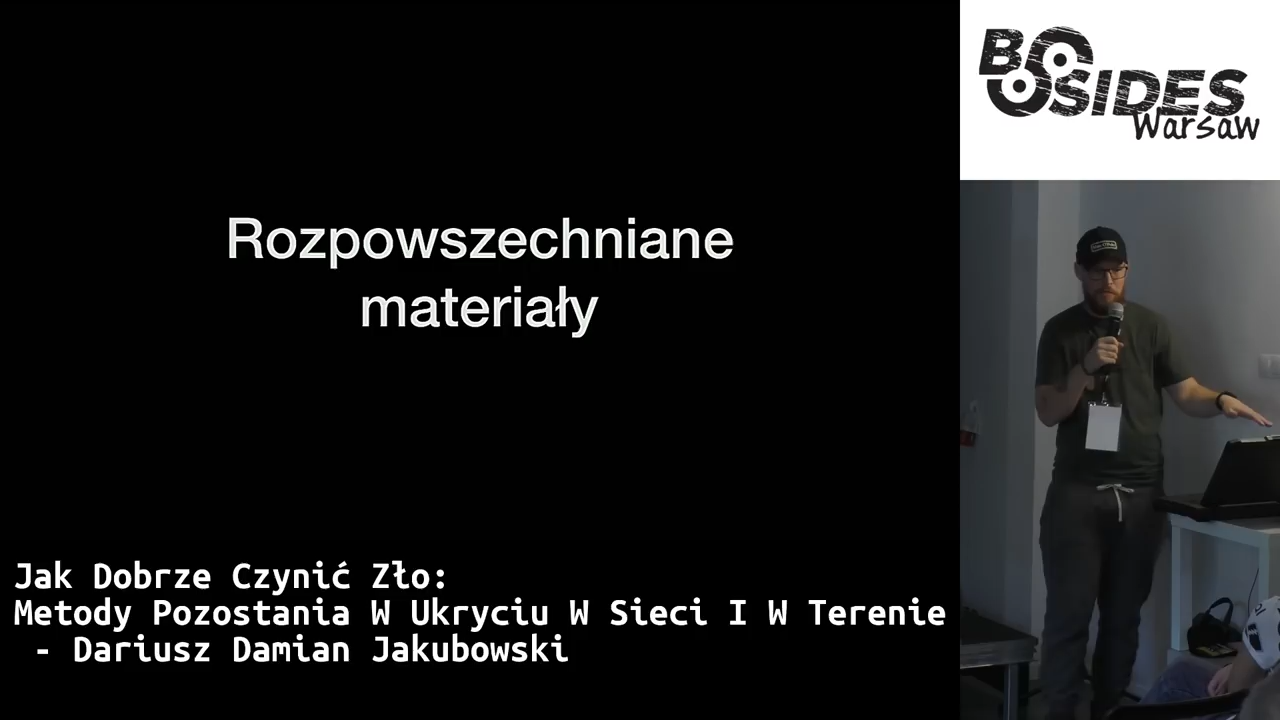 Rozpowszechniane
materiały
BSIDES
Warsaw
Jak Dobrze Czynić Zło:
Metody Pozostania W Ukryciu W Sieci I W Terenie
- Dariusz Damian Jakubowski